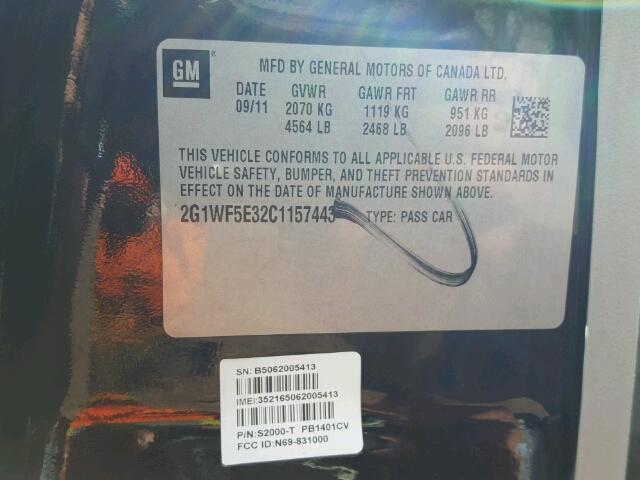 GM ®
MFD BY GENERAL MOTORS OF CANADA LTD.
DATE GVWR GAWR FRT GAWR RR
09/11 2070 KG 1119 KG 951 KG
4564 LB 2468 LB 2096 LB
THIS VEHICLE CONFORMS TO ALL APPLICABLE U.S. FEDERAL MOTOR
VEHICLE SAFETY, BUMPER, AND THEFT PREVENTION STANDARDS IN
EFFECT ON THE DATE OF MANUFACTURE SHOWN ABOVE.
2G1WF5E32C1157443 TYPE: PASS CAR
SN: B5062005413
IMEI:352165062005413
P/N:S2000-T PB1401CV
FCC ID:N69-831000